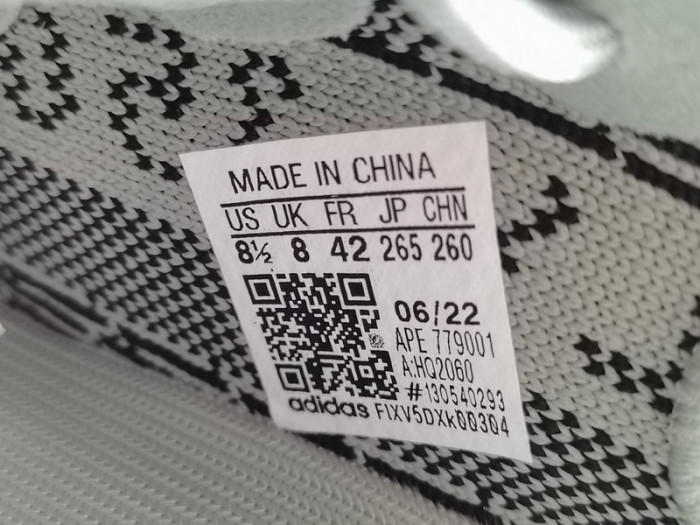 MADE IN CHINA
US UK FR JP CHN
8½ 8 42 265 260
06/22
APE 779001
A:HQ2060
#130540293
adidas FIXV5DXk00304